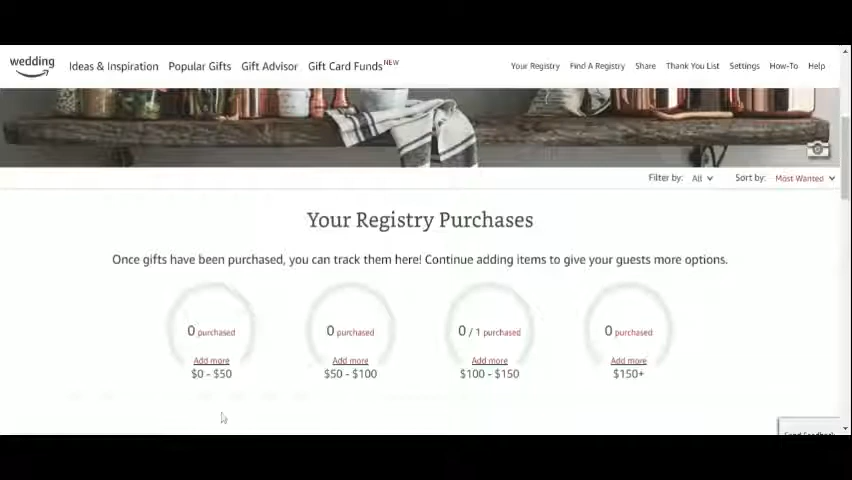 wedding
Ideas & Inspiration Popular Gifts Gift Advisor Gift Card Funds NEW Your Registry Find A Registry Share Thank You List Settings How-To Help
Filter by: All Sort by: Most Wanted
Your Registry Purchases
Once gifts have been purchased, you can track them here! Continue adding items to give your guests more options.
0 purchased 0 purchased 0 / 1 purchased 0 purchased
Add more Add more Add more Add more
$0 - $50 $50 - $100 $100 - $150 $150+